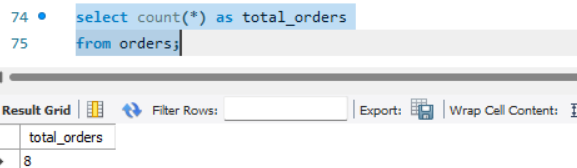 74 select count(*) as total_orders
75 from orders;
Result Grid Filter Rows: Export: Wrap Cell Content:
total_orders
8